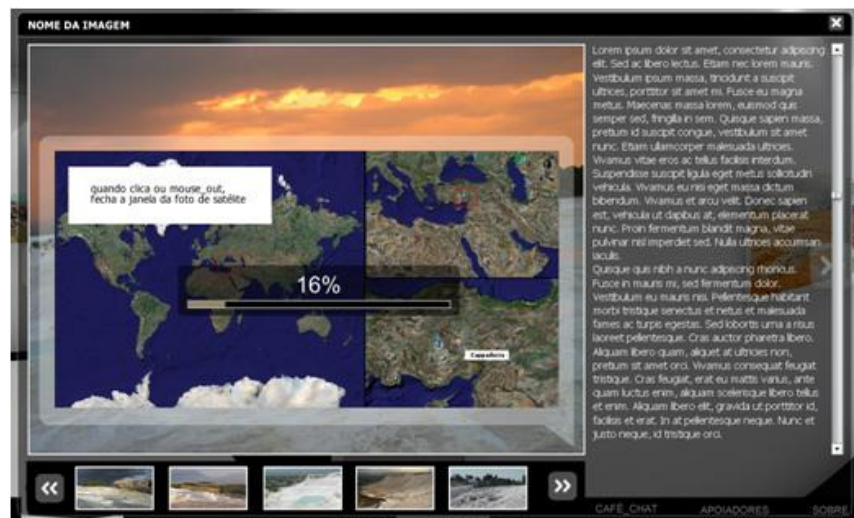 NOME DA IMAGEM
Lorem ipsum dolor sit amet, consectetur adipiscing
elit. Sed ac libero lectus. Etiam nec lorem mauris.
Vestibulum ipsum massa, tincidunt a suscipit
ultrices, porttitor sit amet mi. Fusce eu magna
metus. Maecenas massa lorem, euismod quis
semper sed, fringilla in sem. Quisque sapien massa,
pretium id suscipit congue, vestibulum sit amet
nunc. Etiam ullamcorper malesuada ultricies.
Vivamus vitae eros ac tellus facilisis interdum.
Suspendisse suscipit ligula eget metus sollicitudin
vehicula. Vivamus eu nisi eget massa dictum
bibendum. Vivamus et arcu velit. Donec sapien
est, vehicula ut dapibus at, elementum placerat
nunc. Proin fermentum blandit magna, vitae
pulvinar nisl imperdiet sed. Nulla ultrices accumsan
iaculis.
Quisque quis nibh a nunc adipiscing rhoncus.
Fusce in mauris mi, sed fermentum dolor.
Vestibulum eu mauris nisi. Pellentesque habitant
morbi tristique senectus et netus et malesuada
fames ac turpis egestas. Sed lobortis urna a risus
laoreet pellentesque. Cras auctor pharetra libero.
Aliquam libero quam, aliquet at ultricies non,
pretium sit amet orci. Vivamus consequat feugiat
tristique. Cras feugiat, erat eu mattis varius, ante
quam luctus enim, aliquam scelerisque libero tellus
et enim. Aliquam libero elit, gravida ut porttitor id,
facilisis et erat. In at pellentesque neque. Nunc et
justo neque, id tristique orci.
quando clica ou mouse_out,
fecha a janela da foto de satélite
16%
Cappadocia
CAFÉ_CHAT APOIADORES SOBRE